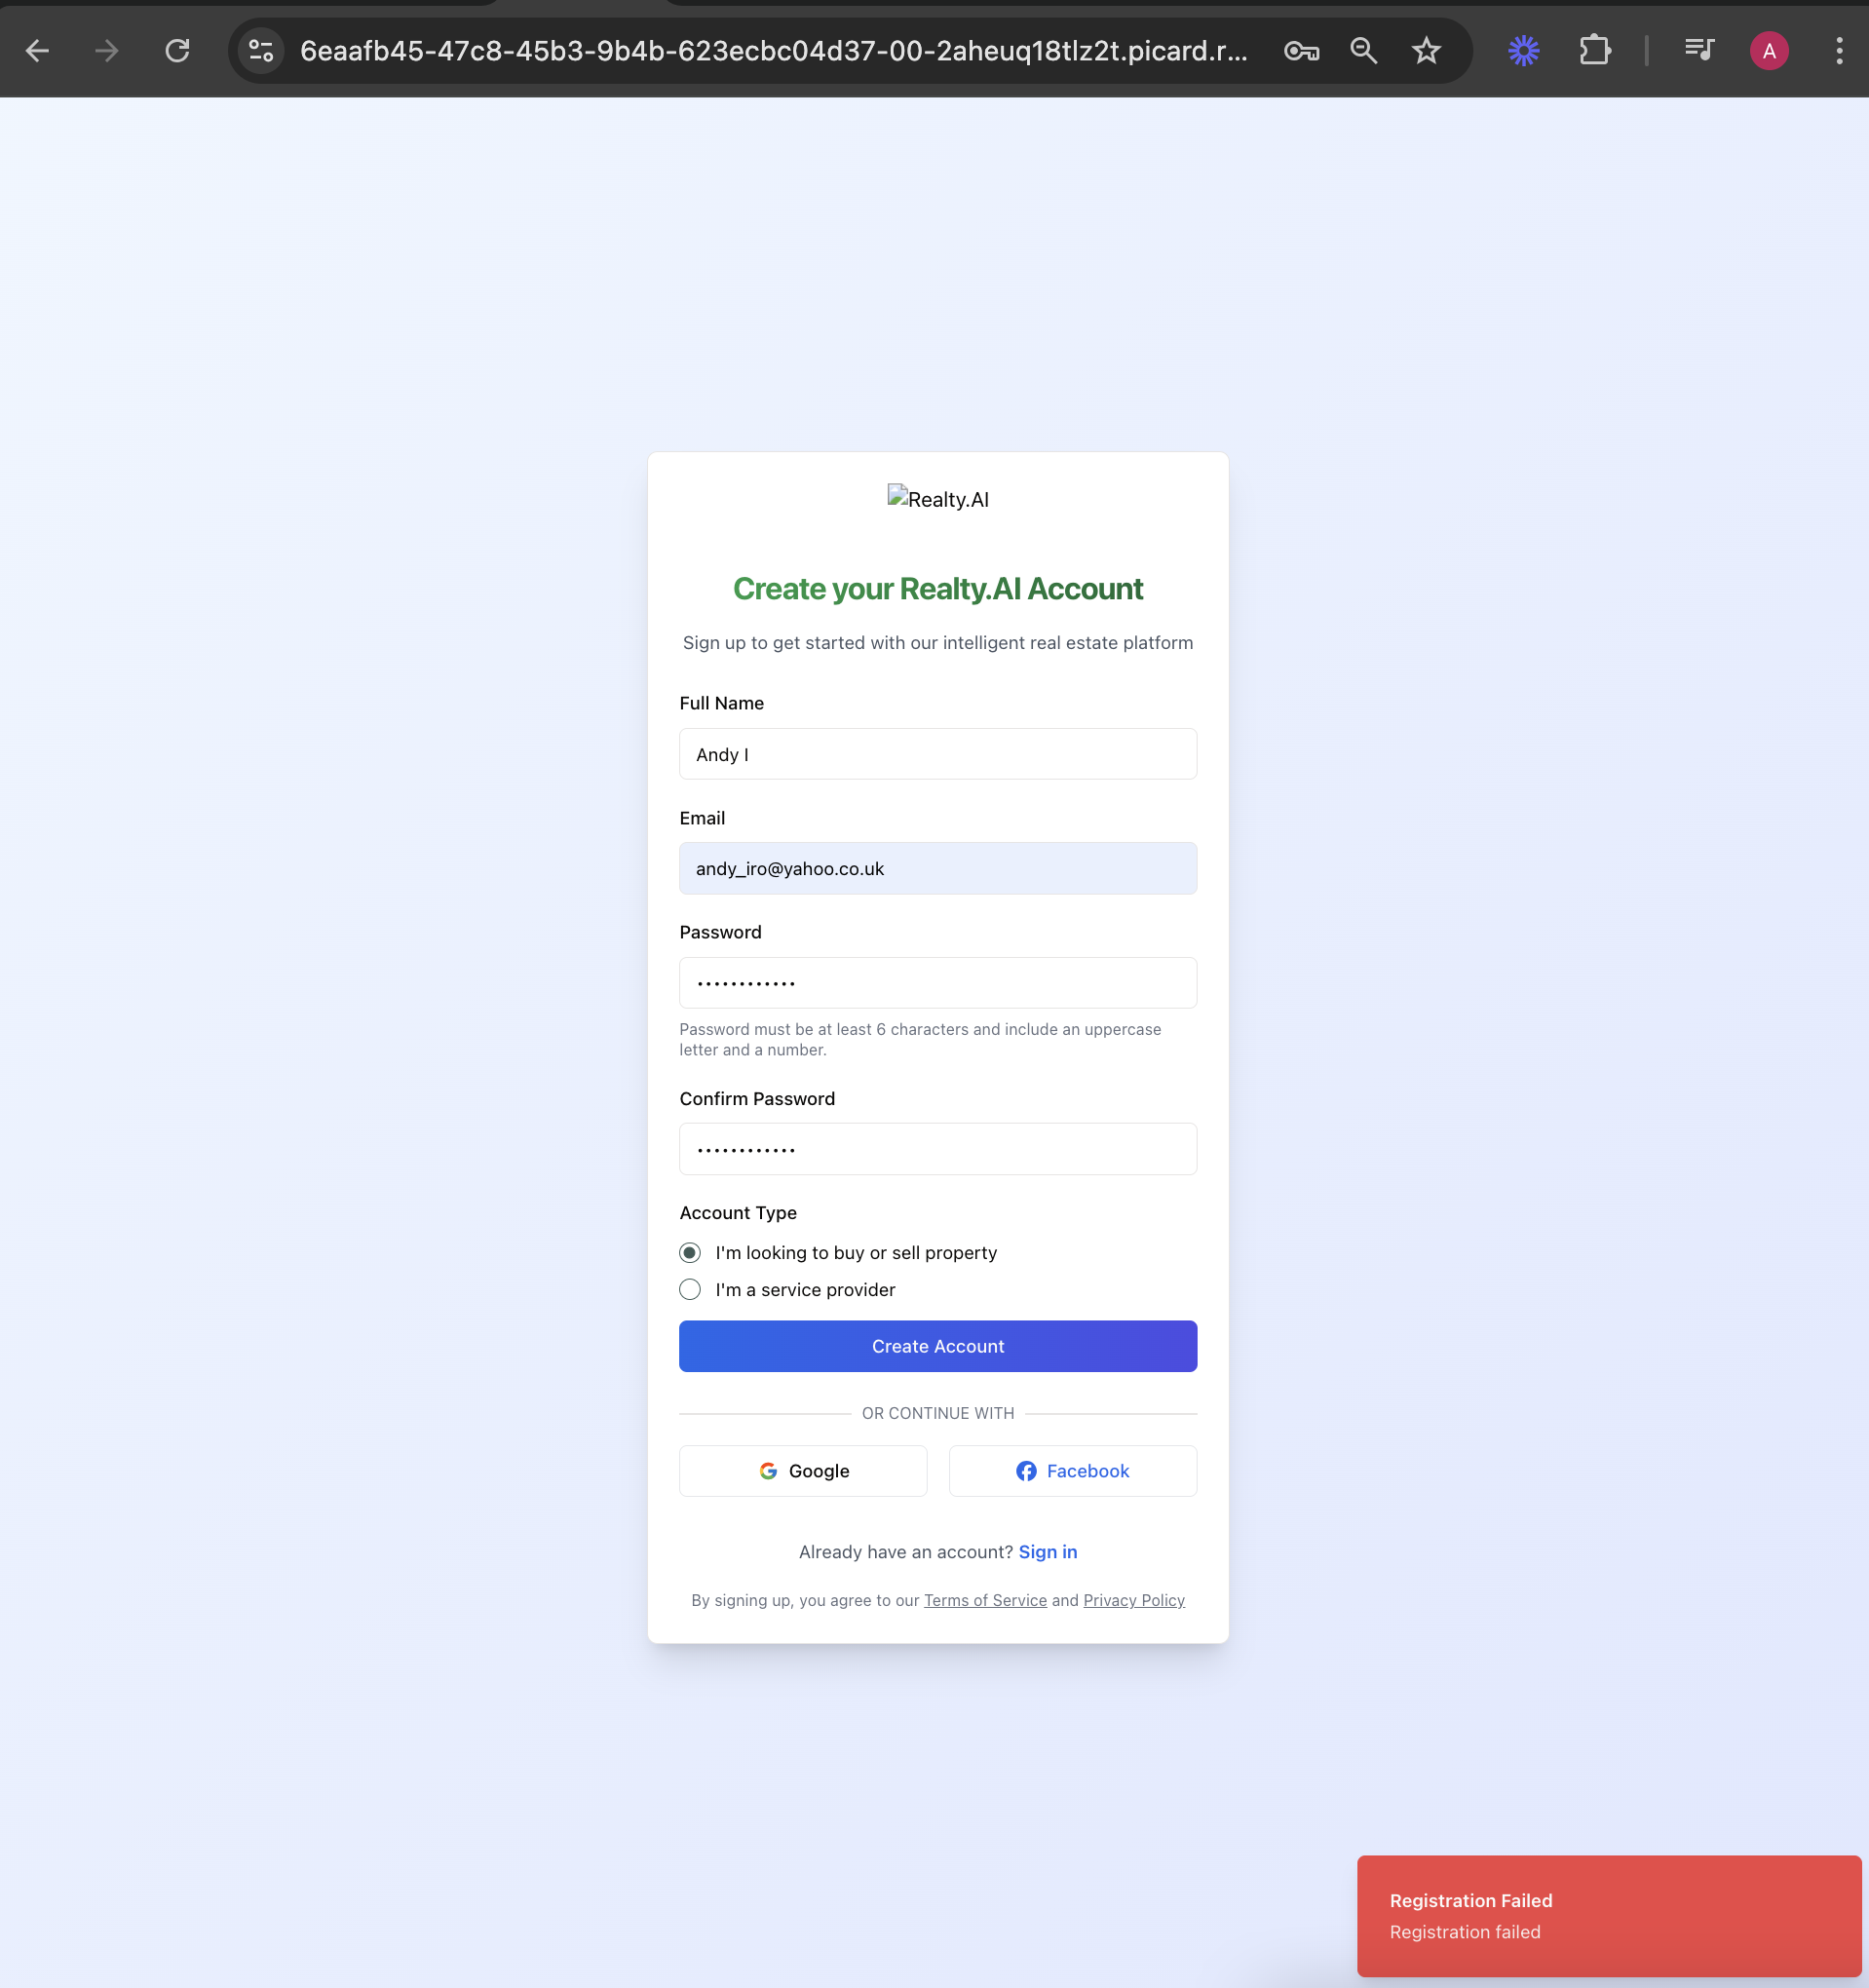 6eaafb45-47c8-45b3-9b4b-623ecbc04d37-00-2aheuq18tlz2t.picard.r...
A
Realty.AI
Create your Realty.AI Account
Sign up to get started with our intelligent real estate platform
Full Name
Andy I
Email
andy_iro@yahoo.co.uk
Password
••••••••••••
Password must be at least 6 characters and include an uppercase
letter and a number.
Confirm Password
••••••••••••
Account Type
I'm looking to buy or sell property
I'm a service provider
Create Account
OR CONTINUE WITH
Google
Facebook
Already have an account? Sign in
By signing up, you agree to our Terms of Service and Privacy Policy
Registration Failed
Registration failed